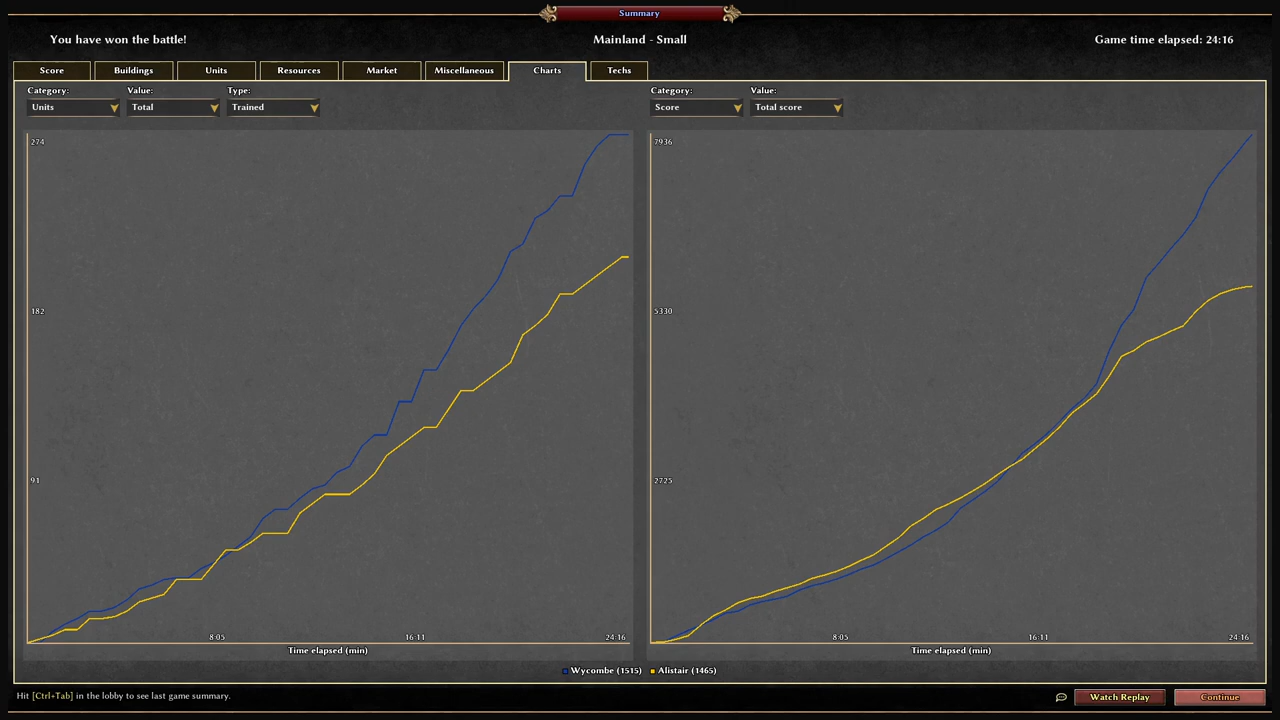 Summary
You have won the battle!
Mainland - Small
Game time elapsed: 24:16
Score
Buildings
Units
Resources
Market
Miscellaneous
Charts
Techs
Category:
Value:
Type:
Units
Total
Trained
Category:
Value:
Score
Total score
274
182
91
8:05
16:11
24:16
Time elapsed (min)
7936
5330
2725
8:05
16:11
24:16
Time elapsed (min)
Wycombe (1515)
Alistair (1465)
Hit [Ctrl+Tab] in the lobby to see last game summary.
Watch Replay
Continue